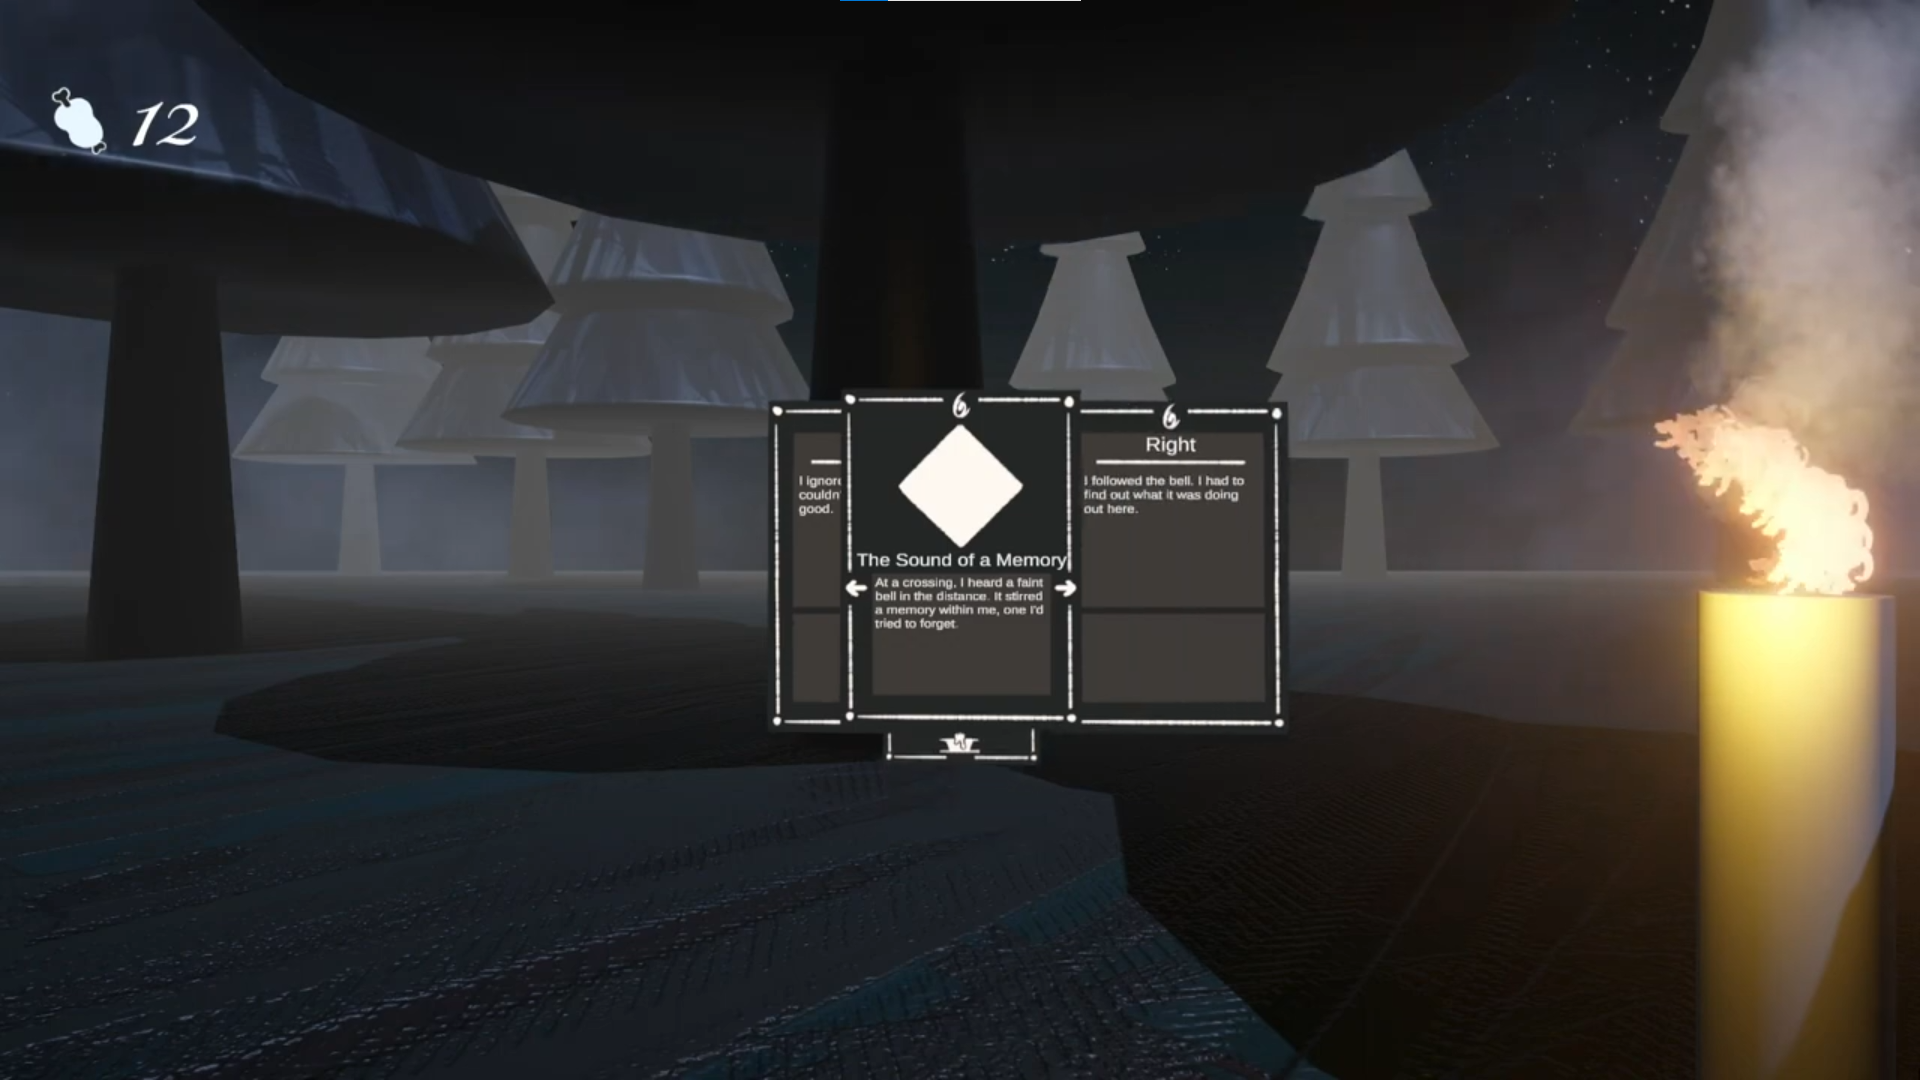 12
I ignore
good.
The Sound of a Memory
At a crossing, I heard a faint
bell in the distance. It stirred
a memory within me, one I'd
tried to forget.
Right
I followed the bell. I had to
find out what it was doing
out here.